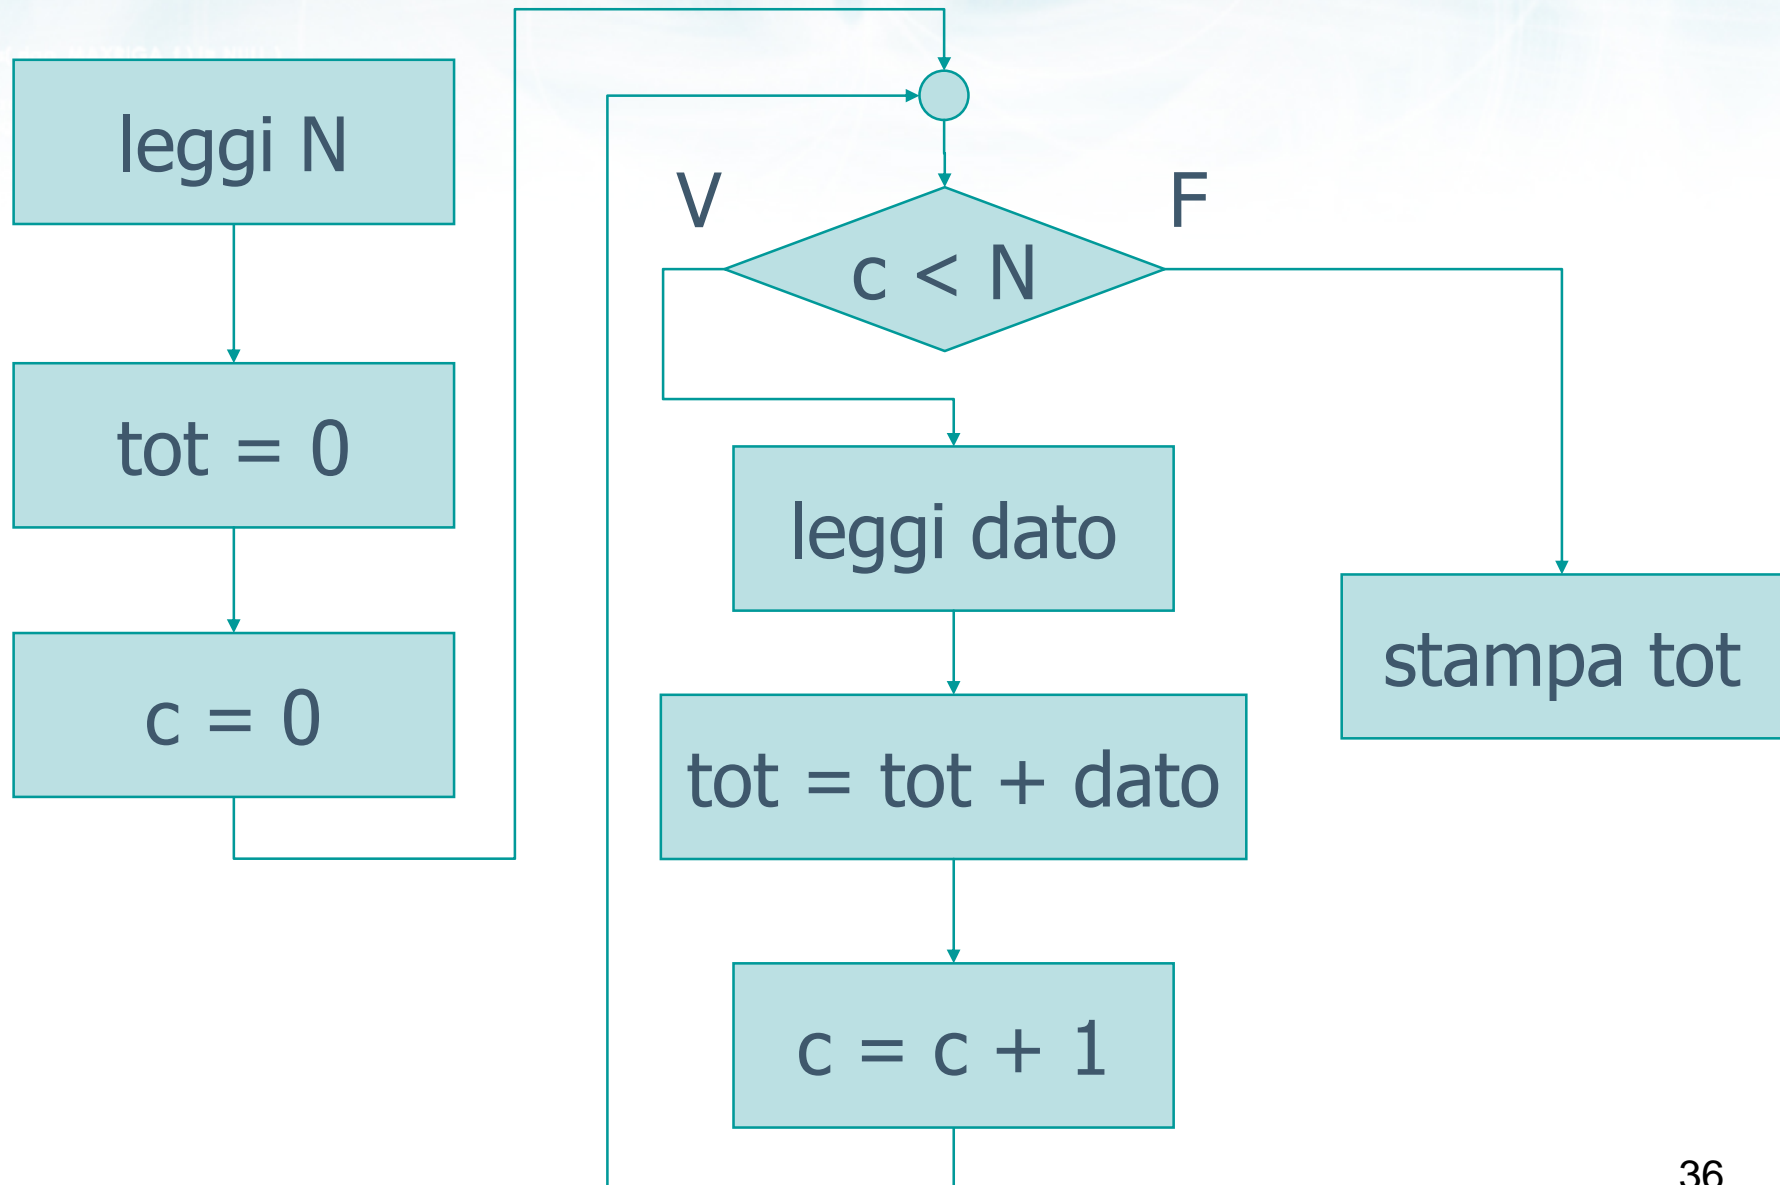 leggi N
tot = 0
c = 0
V
F
c < N
leggi dato
tot = tot + dato
c = c + 1
stampa tot
36